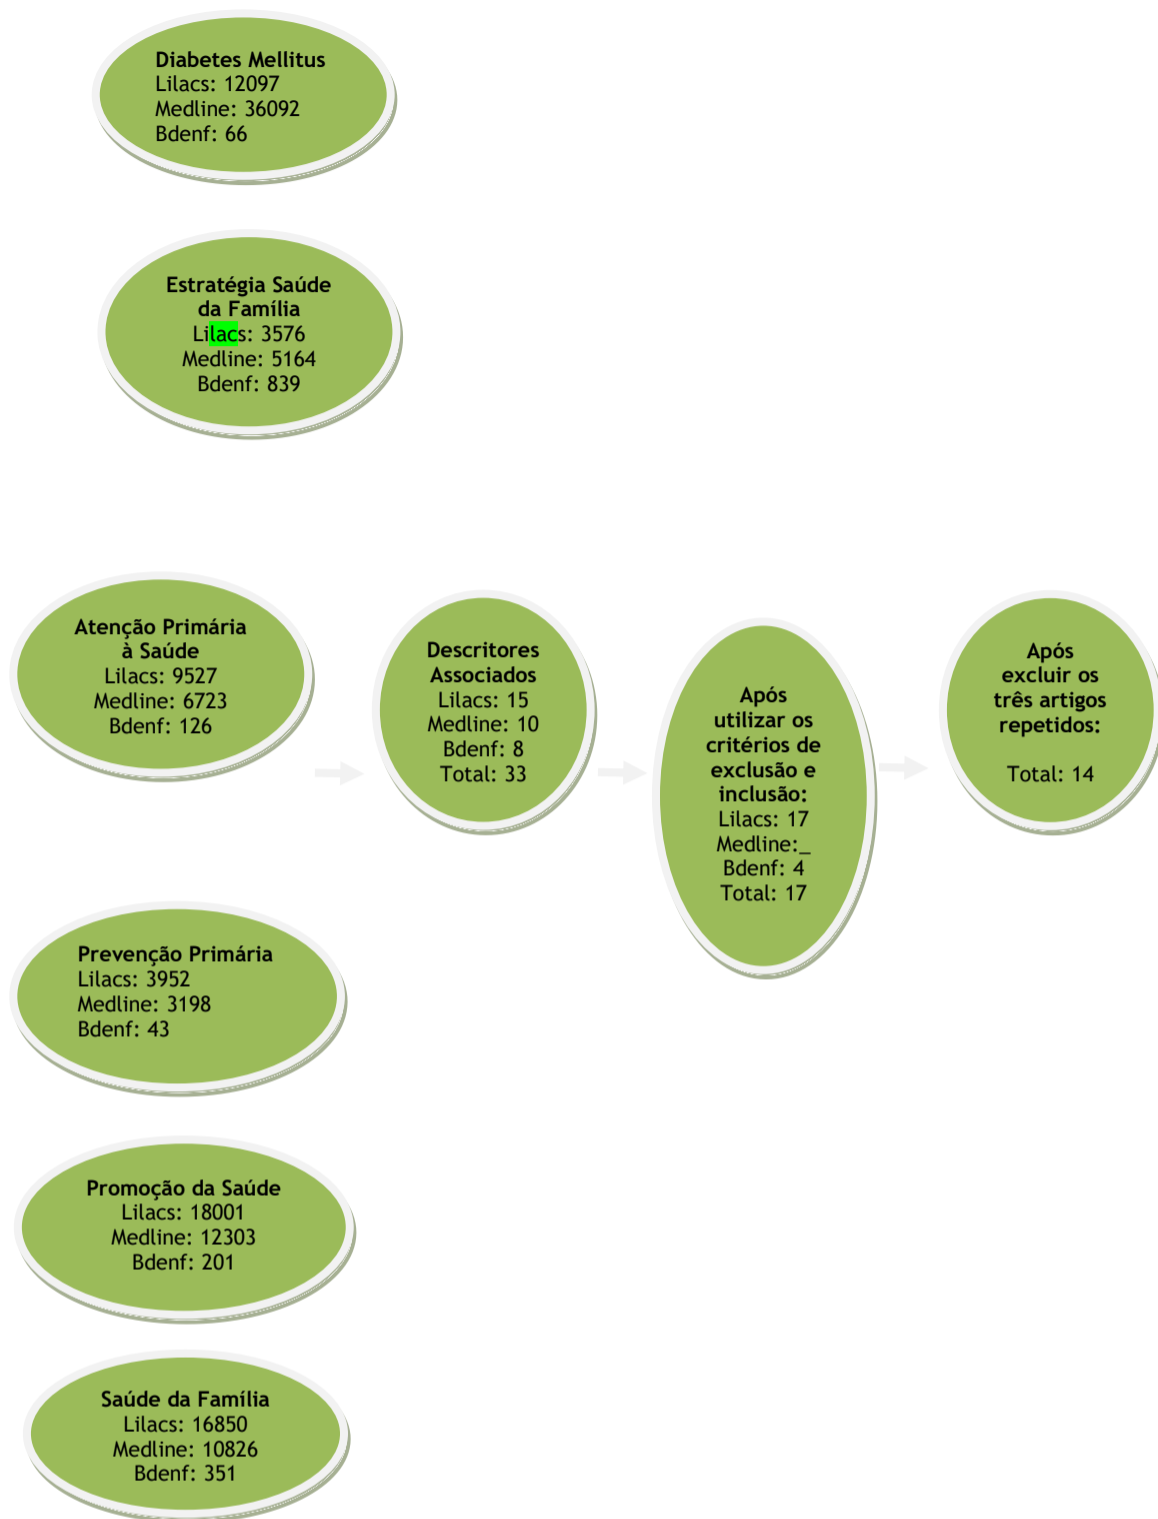 Diabetes Mellitus
Lilacs: 12097
Medline: 36092
Bdenf: 66
Estratégia Saúde
da Família
Lilacs: 3576
Medline: 5164
Bdenf: 839
Atenção Primária
à Saúde
Lilacs: 9527
Medline: 6723
Bdenf: 126
Descritores
Associados
Lilacs: 15
Medline: 10
Bdenf: 8
Total: 33
Após
utilizar os
critérios de
exclusão e
inclusão:
Lilacs: 17
Medline:_
Bdenf: 4
Total: 17
Após
excluir os
três artigos
repetidos:
Total: 14
Prevenção Primária
Lilacs: 3952
Medline: 3198
Bdenf: 43
Promoção da Saúde
Lilacs: 18001
Medline: 12303
Bdenf: 201
Saúde da Família
Lilacs: 16850
Medline: 10826
Bdenf: 351